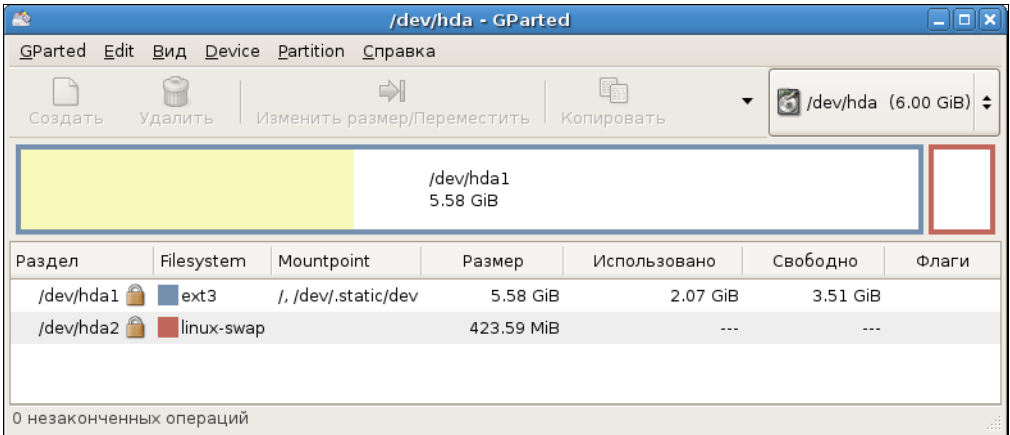 /dev/hda - GParted
GParted Edit Вид Device Partition Справка
Создать Удалить Изменить размер/Переместить Копировать /dev/hda (6.00 GiB)
/dev/hda1
5.58 GiB
Раздел Filesystem Mountpoint Размер Использовано Свободно Флаги
/dev/hda1 ext3 /, /dev/.static/dev 5.58 GiB 2.07 GiB 3.51 GiB
/dev/hda2 linux-swap 423.59 MiB --- ---
0 незаконченных операций